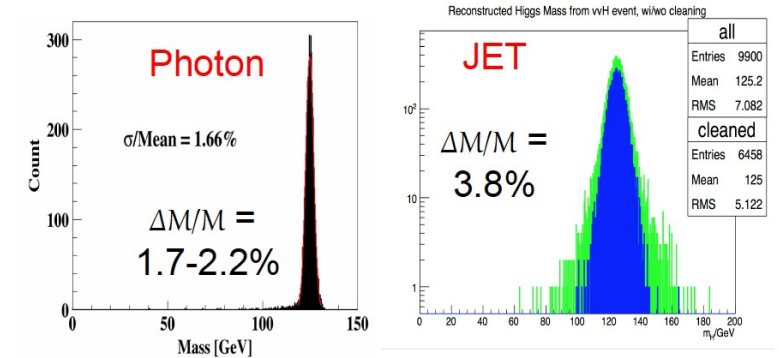 Photon
σ/Mean = 1.66%
ΔM/M =
1.7-2.2%
Count
300
200
100
0
0 50 100 150
Mass [GeV]
Reconstructed Higgs Mass from vvH event, wi/wo cleaning
JET
ΔM/M =
3.8%
all
Entries 9900
Mean 125.2
RMS 7.082
cleaned
Entries 6458
Mean 125
RMS 5.122
10²
10
1
0 20 40 60 80 100 120 140 160 180 200